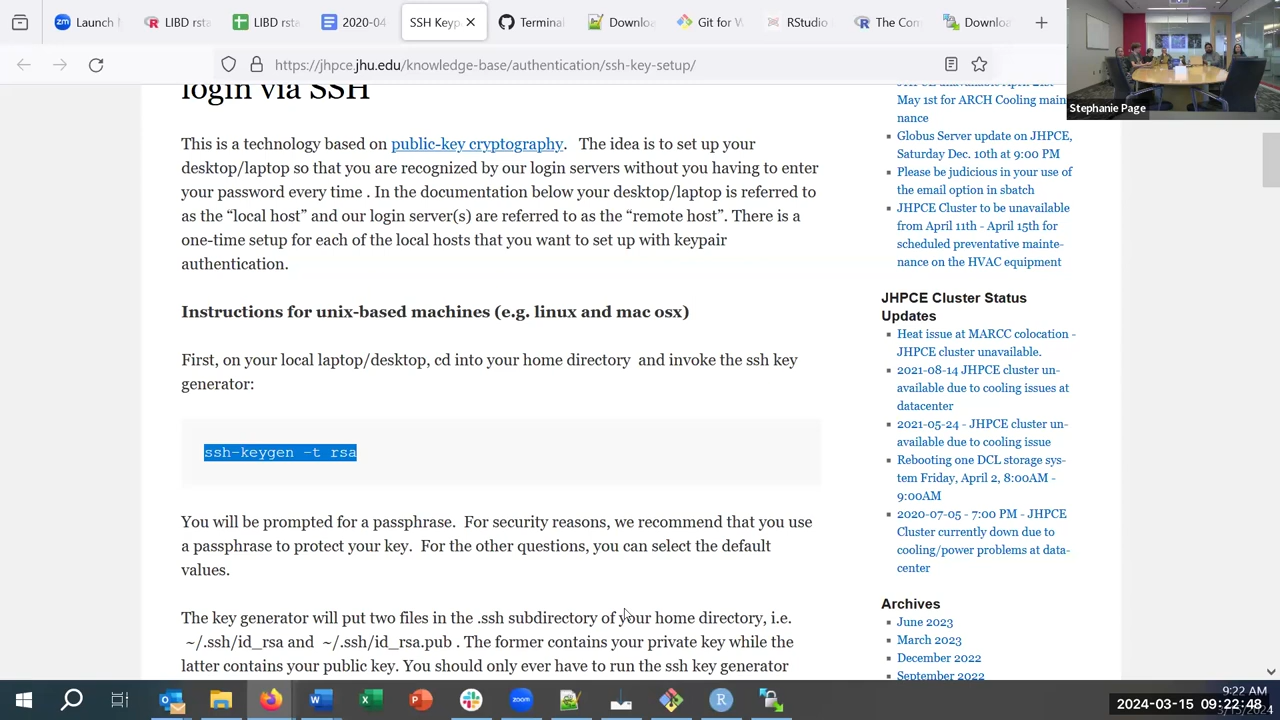 Launch
LIBD rsta
LIBD rsta
2020-04
SSH Keyp
Terminal
Downlo
Git for W
RStudio
The Con
Downlo
https://jhpce.jhu.edu/knowledge-base/authentication/ssh-key-setup/
Stephanie Page
login via SSH
This is a technology based on public-key cryptography. The idea is to set up your
desktop/laptop so that you are recognized by our login servers without you having to enter
your password every time . In the documentation below your desktop/laptop is referred to
as the “local host” and our login server(s) are referred to as the “remote host”. There is a
one-time setup for each of the local hosts that you want to set up with keypair
authentication.
Instructions for unix-based machines (e.g. linux and mac osx)
First, on your local laptop/desktop, cd into your home directory and invoke the ssh key
generator:
ssh-keygen -t rsa
You will be prompted for a passphrase. For security reasons, we recommend that you use
a passphrase to protect your key. For the other questions, you can select the default
values.
The key generator will put two files in the .ssh subdirectory of your home directory, i.e.
~/.ssh/id_rsa and ~/.ssh/id_rsa.pub . The former contains your private key while the
latter contains your public key. You should only ever have to run the ssh key generator
May 1st for ARCH Cooling main-
nance
Globus Server update on JHPCE,
Saturday Dec. 10th at 9:00 PM
Please be judicious in your use of
the email option in sbatch
JHPCE Cluster to be unavailable
from April 11th - April 15th for
scheduled preventative mainte-
nance on the HVAC equipment
JHPCE Cluster Status
Updates
Heat issue at MARCC colocation -
JHPCE cluster unavailable.
2021-08-14 JHPCE cluster un-
available due to cooling issues at
datacenter
2021-05-24 - JHPCE cluster un-
available due to cooling issue
Rebooting one DCL storage sys-
tem Friday, April 2, 8:00AM -
9:00AM
2020-07-05 - 7:00 PM - JHPCE
Cluster currently down due to
cooling/power problems at data-
center
Archives
June 2023
March 2023
December 2022
September 2022
9:22 AM
2024-03-15 09:22:48